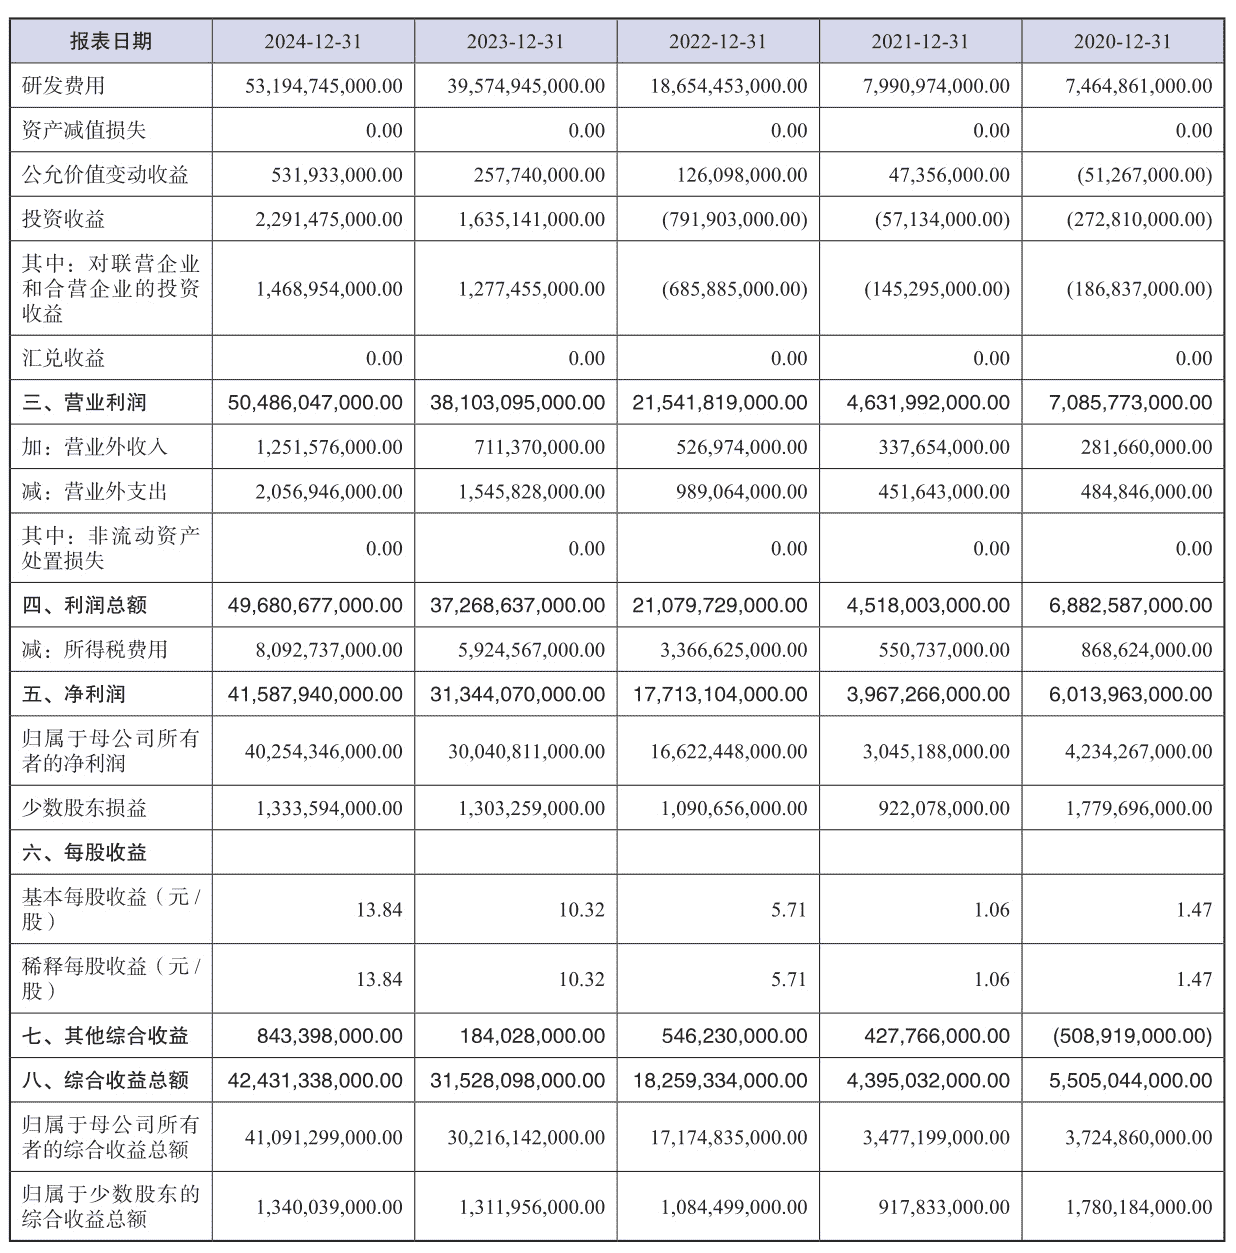 报表日期 2024-12-31 2023-12-31 2022-12-31 2021-12-31 2020-12-31
研发费用 53,194,745,000.00 39,574,945,000.00 18,654,453,000.00 7,990,974,000.00 7,464,861,000.00
资产减值损失 0.00 0.00 0.00 0.00 0.00
公允价值变动收益 531,933,000.00 257,740,000.00 126,098,000.00 47,356,000.00 (51,267,000.00)
投资收益 2,291,475,000.00 1,635,141,000.00 (791,903,000.00) (57,134,000.00) (272,810,000.00)
其中：对联营企业
和合营企业的投资 1,468,954,000.00 1,277,455,000.00 (685,885,000.00) (145,295,000.00) (186,837,000.00)
收益
汇兑收益 0.00 0.00 0.00 0.00 0.00
三、营业利润 50,486,047,000.00 38,103,095,000.00 21,541,819,000.00 4,631,992,000.00 7,085,773,000.00
加：营业外收入 1,251,576,000.00 711,370,000.00 526,974,000.00 337,654,000.00 281,660,000.00
减：营业外支出 2,056,946,000.00 1,545,828,000.00 989,064,000.00 451,643,000.00 484,846,000.00
其中：非流动资产
处置损失 0.00 0.00 0.00 0.00 0.00
四、利润总额 49,680,677,000.00 37,268,637,000.00 21,079,729,000.00 4,518,003,000.00 6,882,587,000.00
减：所得税费用 8,092,737,000.00 5,924,567,000.00 3,366,625,000.00 550,737,000.00 868,624,000.00
五、净利润 41,587,940,000.00 31,344,070,000.00 17,713,104,000.00 3,967,266,000.00 6,013,963,000.00
归属于母公司所有
者的净利润 40,254,346,000.00 30,040,811,000.00 16,622,448,000.00 3,045,188,000.00 4,234,267,000.00
少数股东损益 1,333,594,000.00 1,303,259,000.00 1,090,656,000.00 922,078,000.00 1,779,696,000.00
六、每股收益
基本每股收益（元/
股） 13.84 10.32 5.71 1.06 1.47
稀释每股收益（元/
股） 13.84 10.32 5.71 1.06 1.47
七、其他综合收益 843,398,000.00 184,028,000.00 546,230,000.00 427,766,000.00 (508,919,000.00)
八、综合收益总额 42,431,338,000.00 31,528,098,000.00 18,259,334,000.00 4,395,032,000.00 5,505,044,000.00
归属于母公司所有
者的综合收益总额 41,091,299,000.00 30,216,142,000.00 17,174,835,000.00 3,477,199,000.00 3,724,860,000.00
归属于少数股东的
综合收益总额 1,340,039,000.00 1,311,956,000.00 1,084,499,000.00 917,833,000.00 1,780,184,000.00